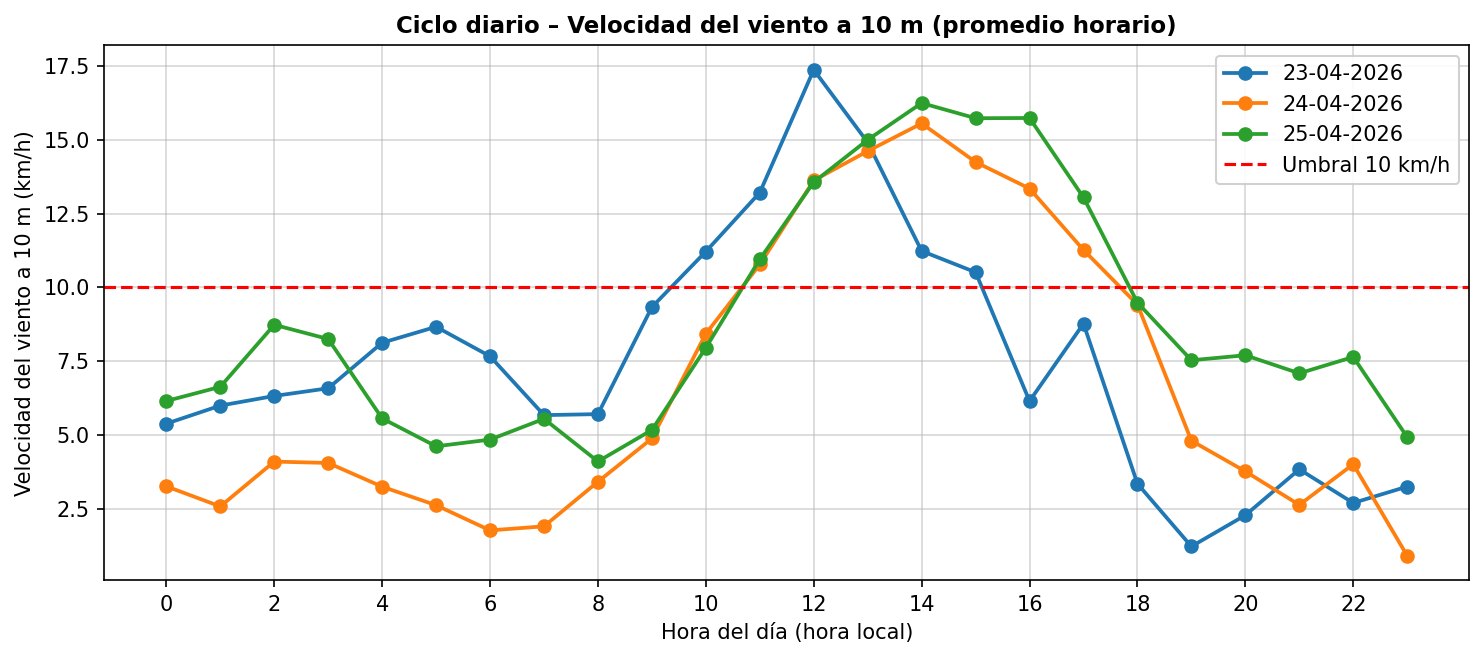 Ciclo diario – Velocidad del viento a 10 m (promedio horario)
Velocidad del viento a 10 m (km/h)
17.5
15.0
12.5
10.0
7.5
5.0
2.5
23-04-2026
24-04-2026
25-04-2026
Umbral 10 km/h
0 2 4 6 8 10 12 14 16 18 20 22
Hora del día (hora local)